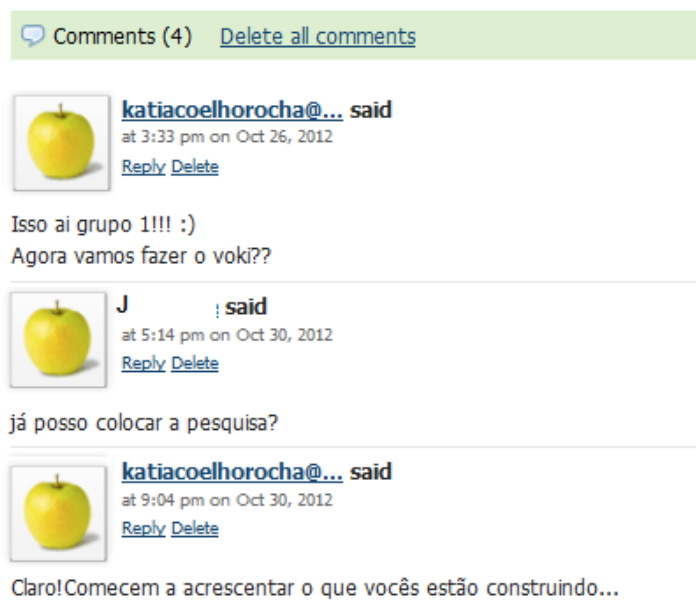 Comments (4) Delete all comments
katiacoelhorocha@... said
at 3:33 pm on Oct 26, 2012
Reply Delete
Isso ai grupo 1!!! :)
Agora vamos fazer o voki??
J said
at 5:14 pm on Oct 30, 2012
Reply Delete
já posso colocar a pesquisa?
katiacoelhorocha@... said
at 9:04 pm on Oct 30, 2012
Reply Delete
Claro!Comecem a acrescentar o que vocês estão construindo...